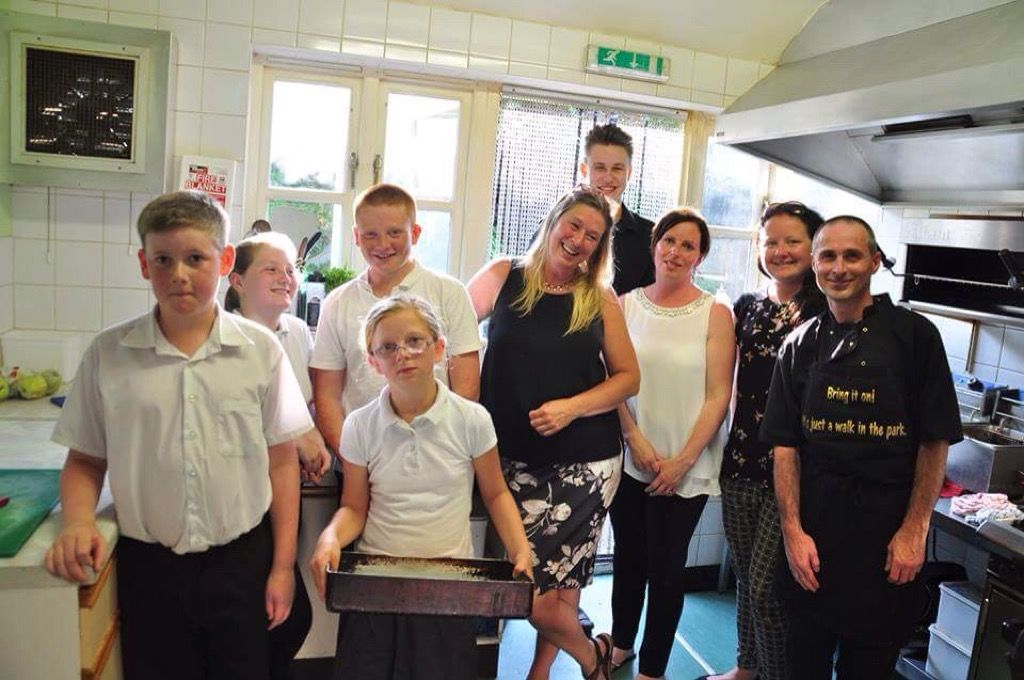 FIRE
BLANKET
Bring it on!
just a walk in the park.